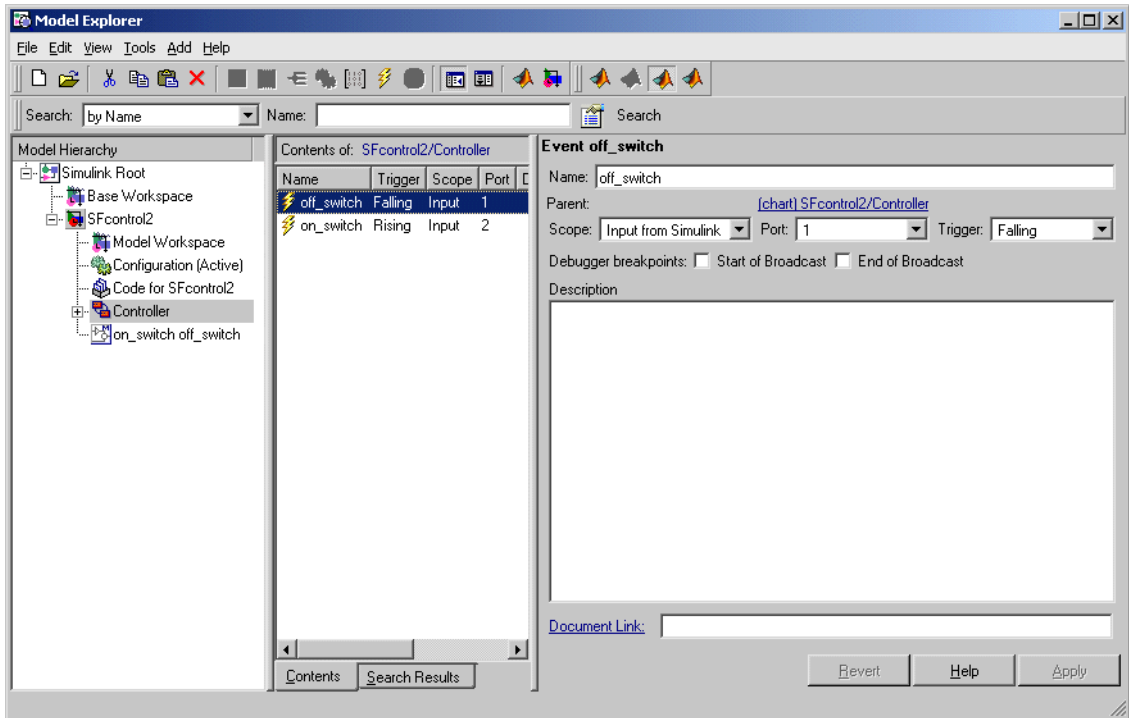 Model Explorer
File Edit View Tools Add Help
Search: by Name Name: Search
Model Hierarchy
Simulink Root
Base Workspace
SFcontrol2
Model Workspace
Configuration (Active)
Code for SFcontrol2
Controller
on_switch off_switch
Contents of: SFcontrol2/Controller
Name Trigger Scope Port D
off_switch Falling Input 1
on_switch Rising Input 2
Contents Search Results
Event off_switch
Name: off_switch
Parent: (chart) SFcontrol2/Controller
Scope: Input from Simulink Port: 1 Trigger: Falling
Debugger breakpoints: Start of Broadcast End of Broadcast
Description
Document Link:
Revert Help Apply